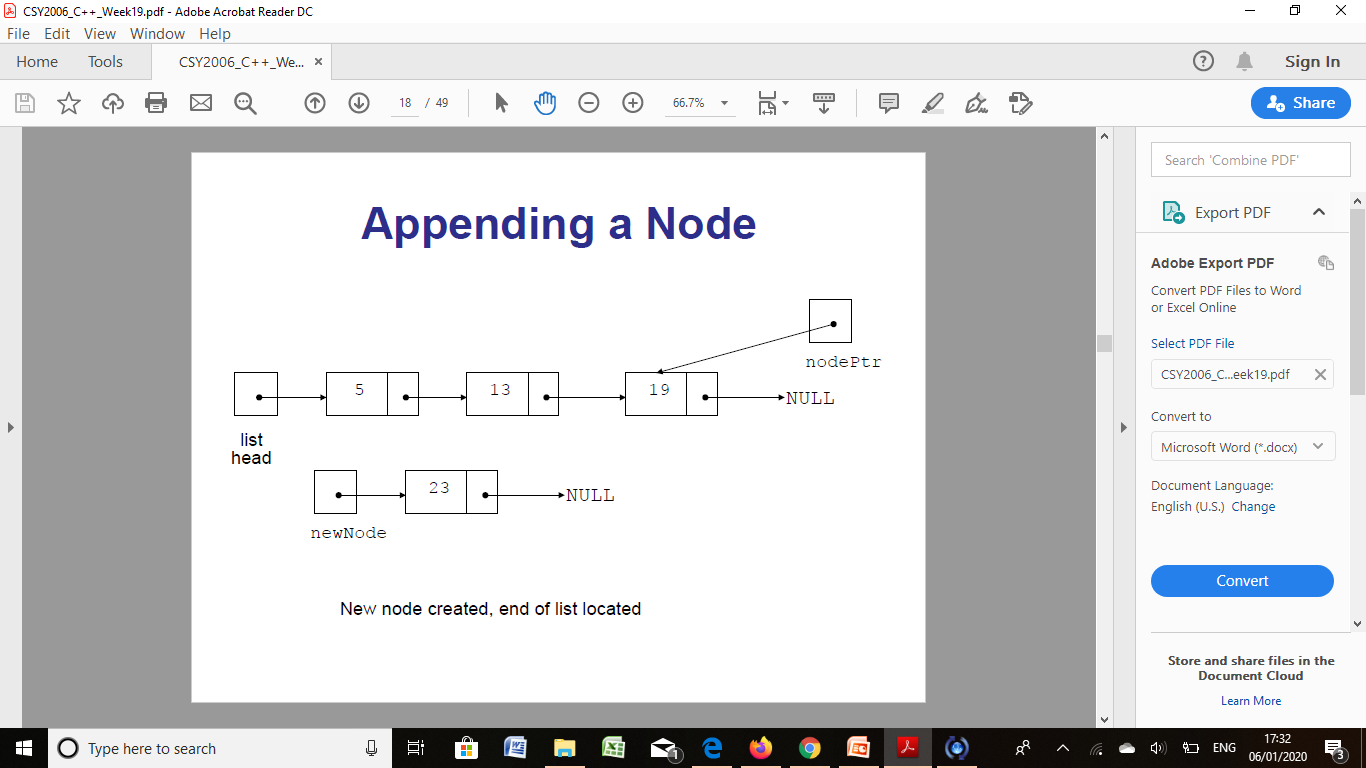 CSY2006_C++_Week19.pdf - Adobe Acrobat Reader DC
File Edit View Window Help
Home Tools CSY2006_C++_We... × ? Sign In
18 / 49 66.7% Share
Appending a Node
nodePtr
5 13 19 NULL
list
head
23 NULL
newNode
New node created, end of list located
Search 'Combine PDF'
Export PDF
Adobe Export PDF
Convert PDF Files to Word
or Excel Online
Select PDF File
CSY2006_C...eek19.pdf
Convert to
Microsoft Word (*.docx)
Document Language:
English (U.S.) Change
Convert
Store and share files in the
Document Cloud
Learn More
Type here to search
1
ENG
17:32
06/01/2020
3